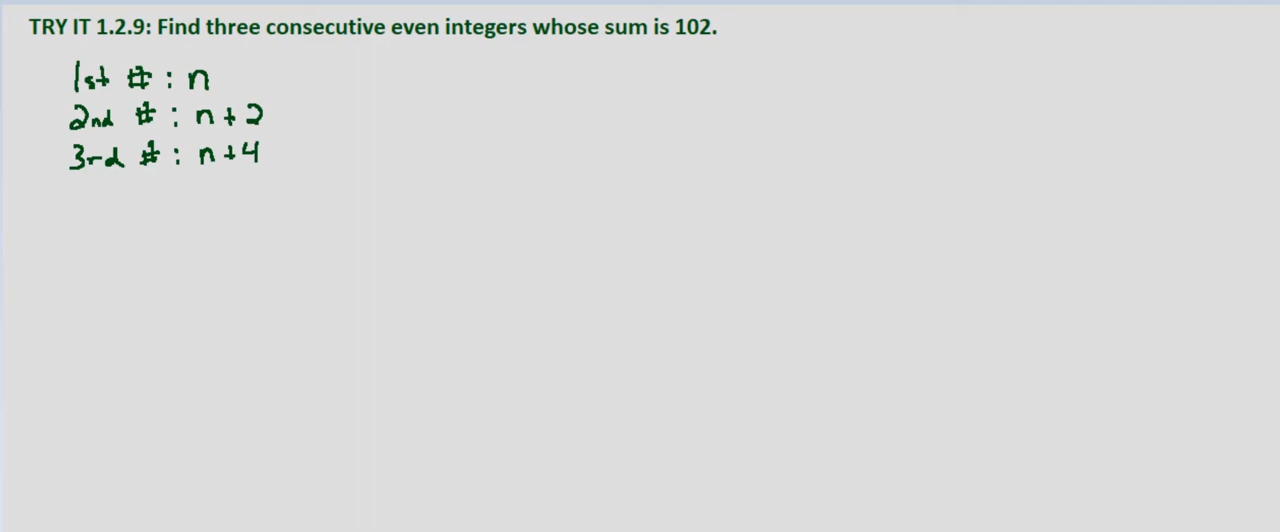 TRY IT 1.2.9: Find three consecutive even integers whose sum is 102.
1st # : n
2nd # : n + 2
3rd # : n + 4